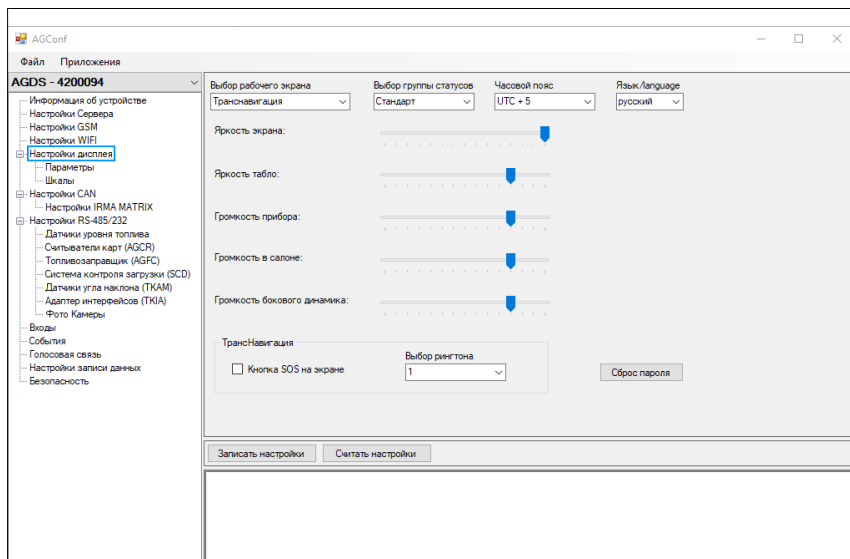 AGConf
Файл Приложения
AGDS - 4200094
Информация об устройстве
Настройки Сервера
Настройки GSM
Настройки WIFI
Настройки дисплея
Параметры
Шкалы
Настройки CAN
Настройки IRMA MATRIX
Настройки RS-485/232
Датчики уровня топлива
Считыватели карт (AGCR)
Топливозаправщик (AGFC)
Система контроля загрузки (SCD)
Датчики угла наклона (TKAM)
Адаптер интерфейсов (TKIA)
Фото Камеры
Входы
События
Голосовая связь
Настройки записи данных
Безопасность
Выбор рабочего экрана Выбор группы статусов Часовой пояс Язык/language
Транснавигация Стандарт UTC + 5 русский
Яркость экрана:
Яркость табло:
Громкость прибора:
Громкость в салоне:
Громкость бокового динамика:
ТрансНавигация
Выбор рингтона
Кнопка SOS на экране 1
Сброс пароля
Записать настройки Считать настройки